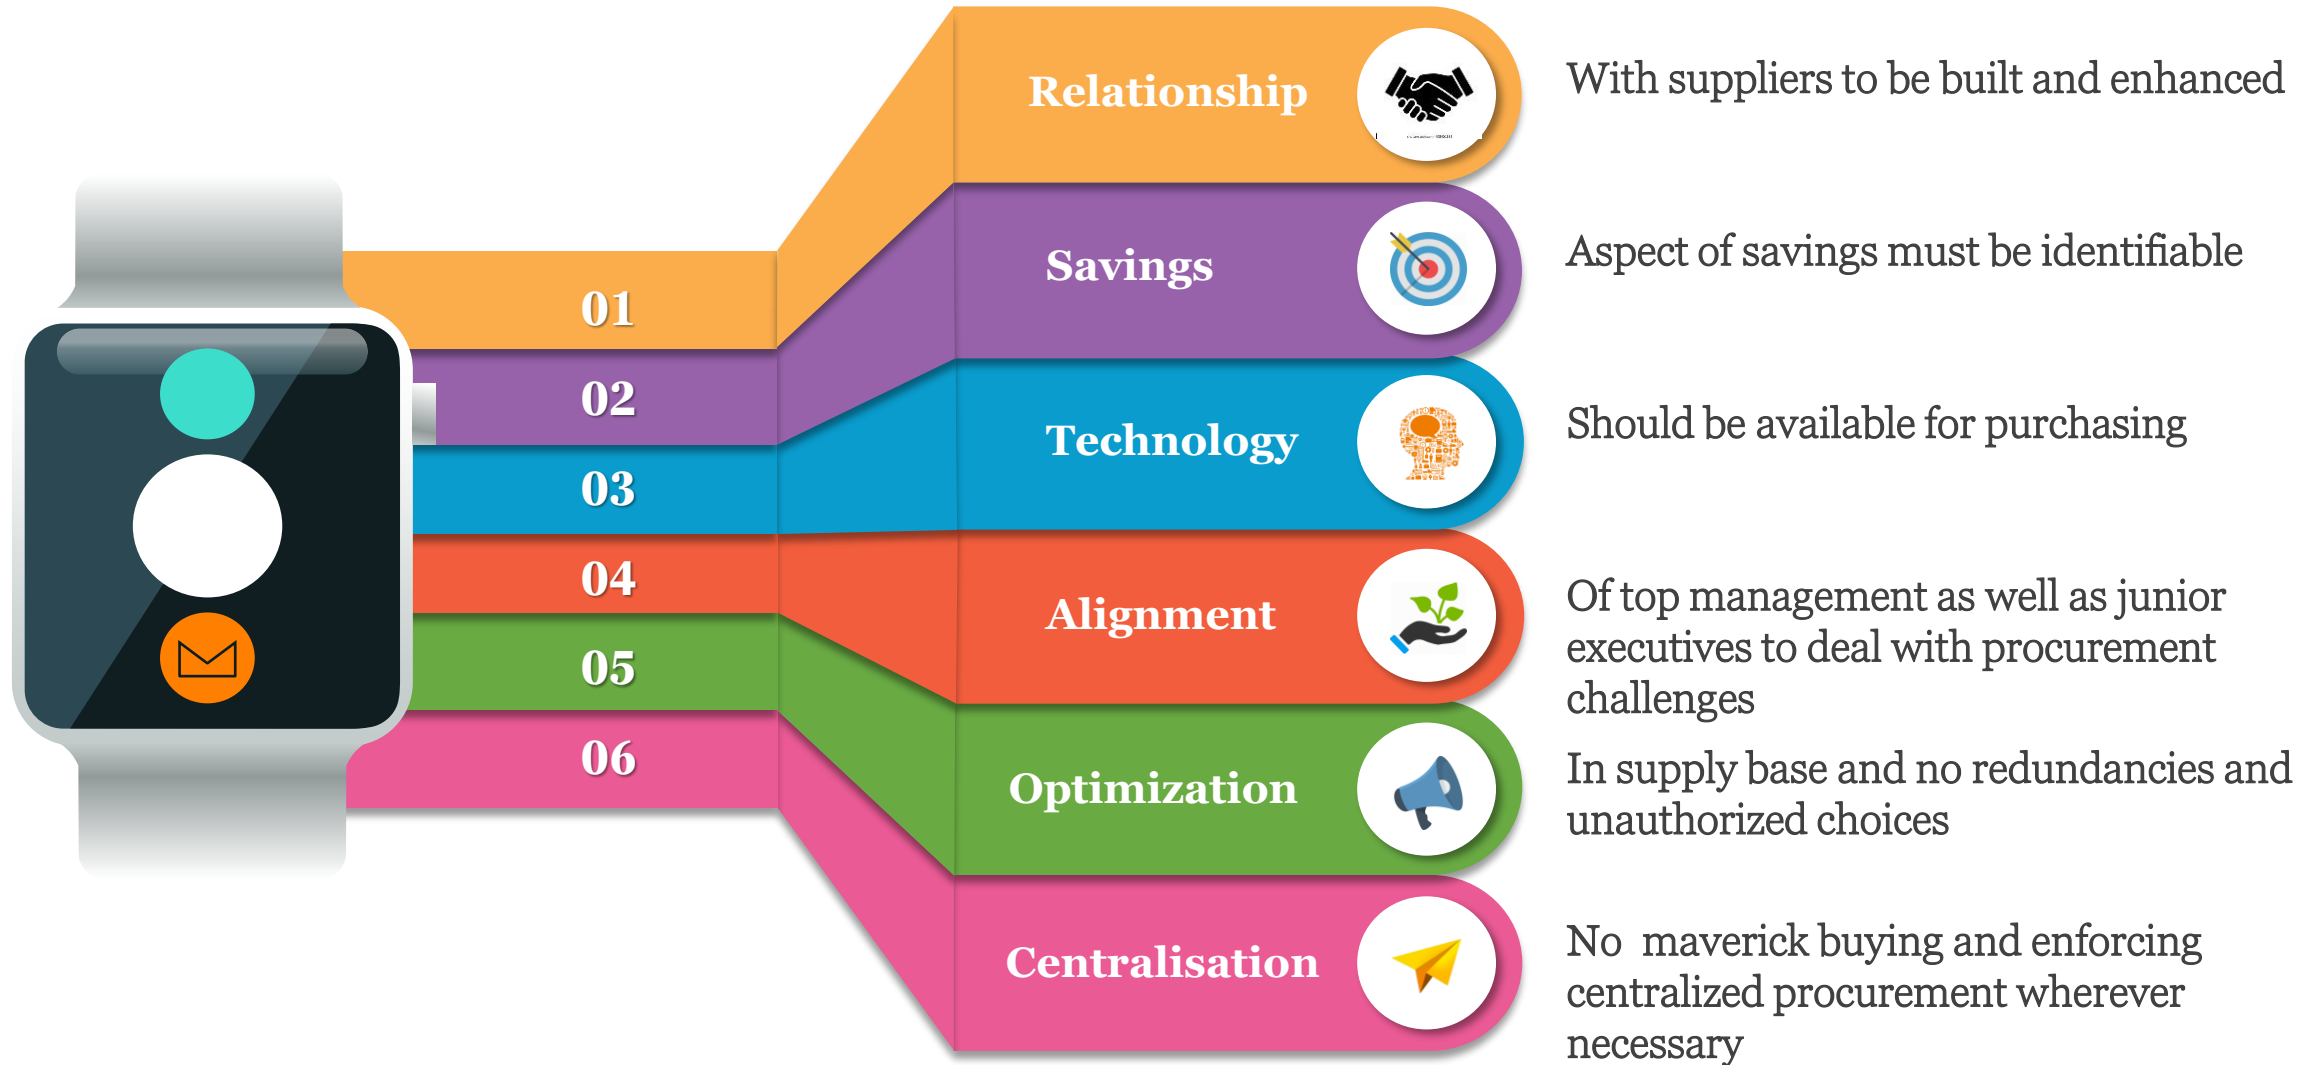 01
02
03
04
05
06
Relationship
With suppliers to be built and enhanced
Savings
Aspect of savings must be identifiable
Technology
Should be available for purchasing
Alignment
Of top management as well as junior
executives to deal with procurement
challenges
Optimization
In supply base and no redundancies and
unauthorized choices
Centralisation
No  maverick buying and enforcing
centralized procurement wherever
necessary